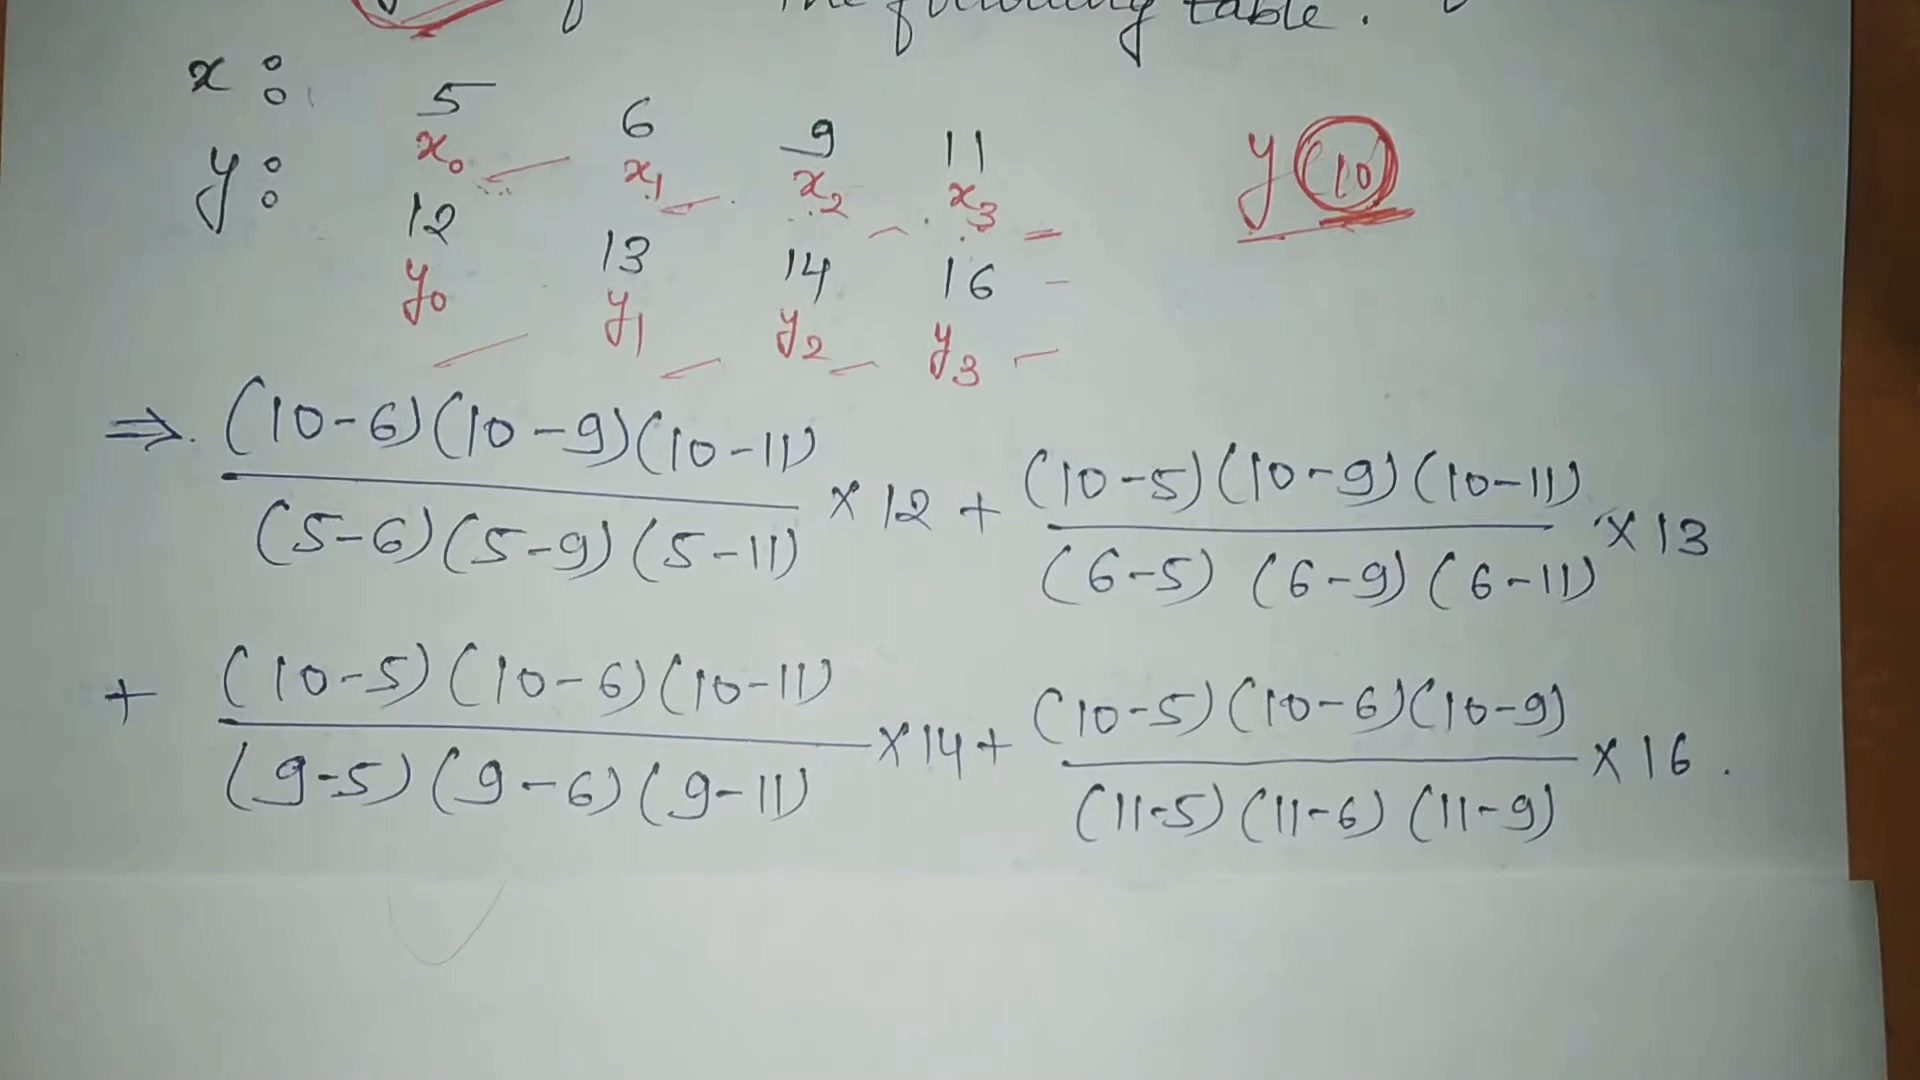 the following table.
x : 5 6 9 11
x₀ x₁ x₂ x₃
y(10)
y : 12 13 14 16
y₀ y₁ y₂ y₃
⇒ (10-6)(10-9)(10-11) / (5-6)(5-9)(5-11) × 12 + (10-5)(10-9)(10-11) / (6-5)(6-9)(6-11) × 13
+ (10-5)(10-6)(10-11) / (9-5)(9-6)(9-11) × 14 + (10-5)(10-6)(10-9) / (11-5)(11-6)(11-9) × 16.